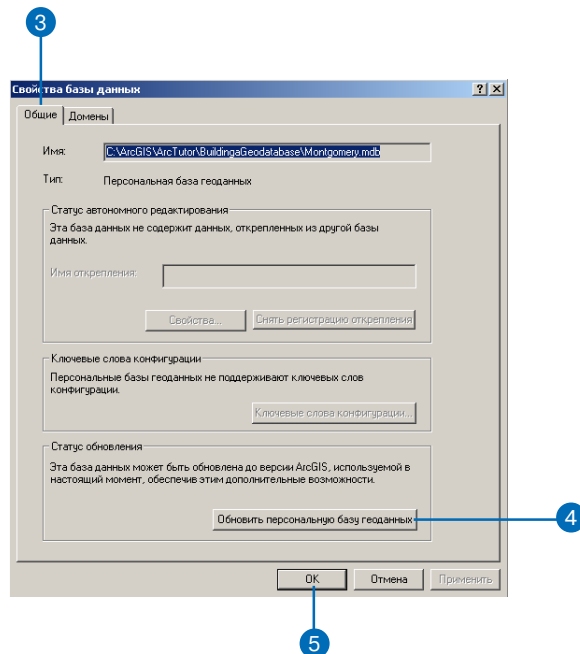 3
Свойства базы данных
Общие
Домены
Имя:
C:\ArcGIS\ArcTutor\BuildingaGeodatabase\Montgomery.mdb
Тип:
Персональная база геоданных
Статус автономного редактирования
Эта база данных не содержит данных, открепленных из другой базы
данных.
Имя открепления:
Свойства...
Снять регистрацию открепления
Ключевые слова конфигурации
Персональные базы геоданных не поддерживают ключевых слов
конфигурации.
Ключевые слова конфигурации...
Статус обновления
Эта база данных может быть обновлена до версии ArcGIS, используемой в
настоящий момент, обеспечив этим дополнительные возможности.
Обновить персональную базу геоданных
4
OK
Отмена
Применить
5